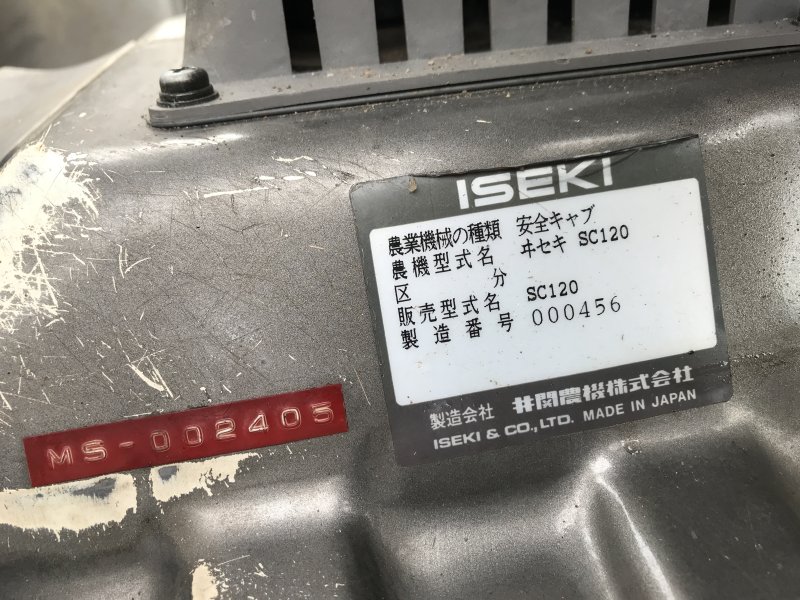 ISEKI
農業機械の種類 安全キャブ
農機型式名 ヰセキ SC120
区分
販売型式名 SC120
製造番号 000456
製造会社 井関農機株式会社
ISEKI & CO., LTD. MADE IN JAPAN
MS-002405